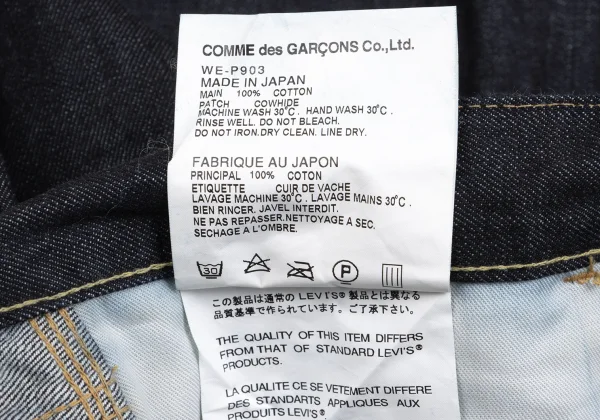 COMME des GARÇONS Co.,Ltd.
WE-P903
MADE IN JAPAN
MAIN 100% COTTON
PATCH COWHIDE
MACHINE WASH 30℃. HAND WASH 30℃.
RINSE WELL. DO NOT BLEACH.
DO NOT IRON.DRY CLEAN. LINE DRY.
FABRIQUE AU JAPON
PRINCIPAL 100% COTON
ETIQUETTE CUIR DE VACHE
LAVAGE MACHINE 30℃. LAVAGE MAINS 30℃.
BIEN RINCER. JAVEL INTERDIT.
NE PAS REPASSER.NETTOYAGE A SEC.
SECHAGE A L'OMBRE.
30 P
この製品は通常の LEVI'S® 製品とは異なる
品質基準で作られています。ご了承下さい。
THE QUALITY OF THIS ITEM DIFFERS
FROM THAT OF STANDARD LEVI'S®
PRODUCTS.
LA QUALITE CE SE VETEMENT DIFFERE
DES STANDARTS APPLIQUES AUX
PRODUITS LEVI'S®